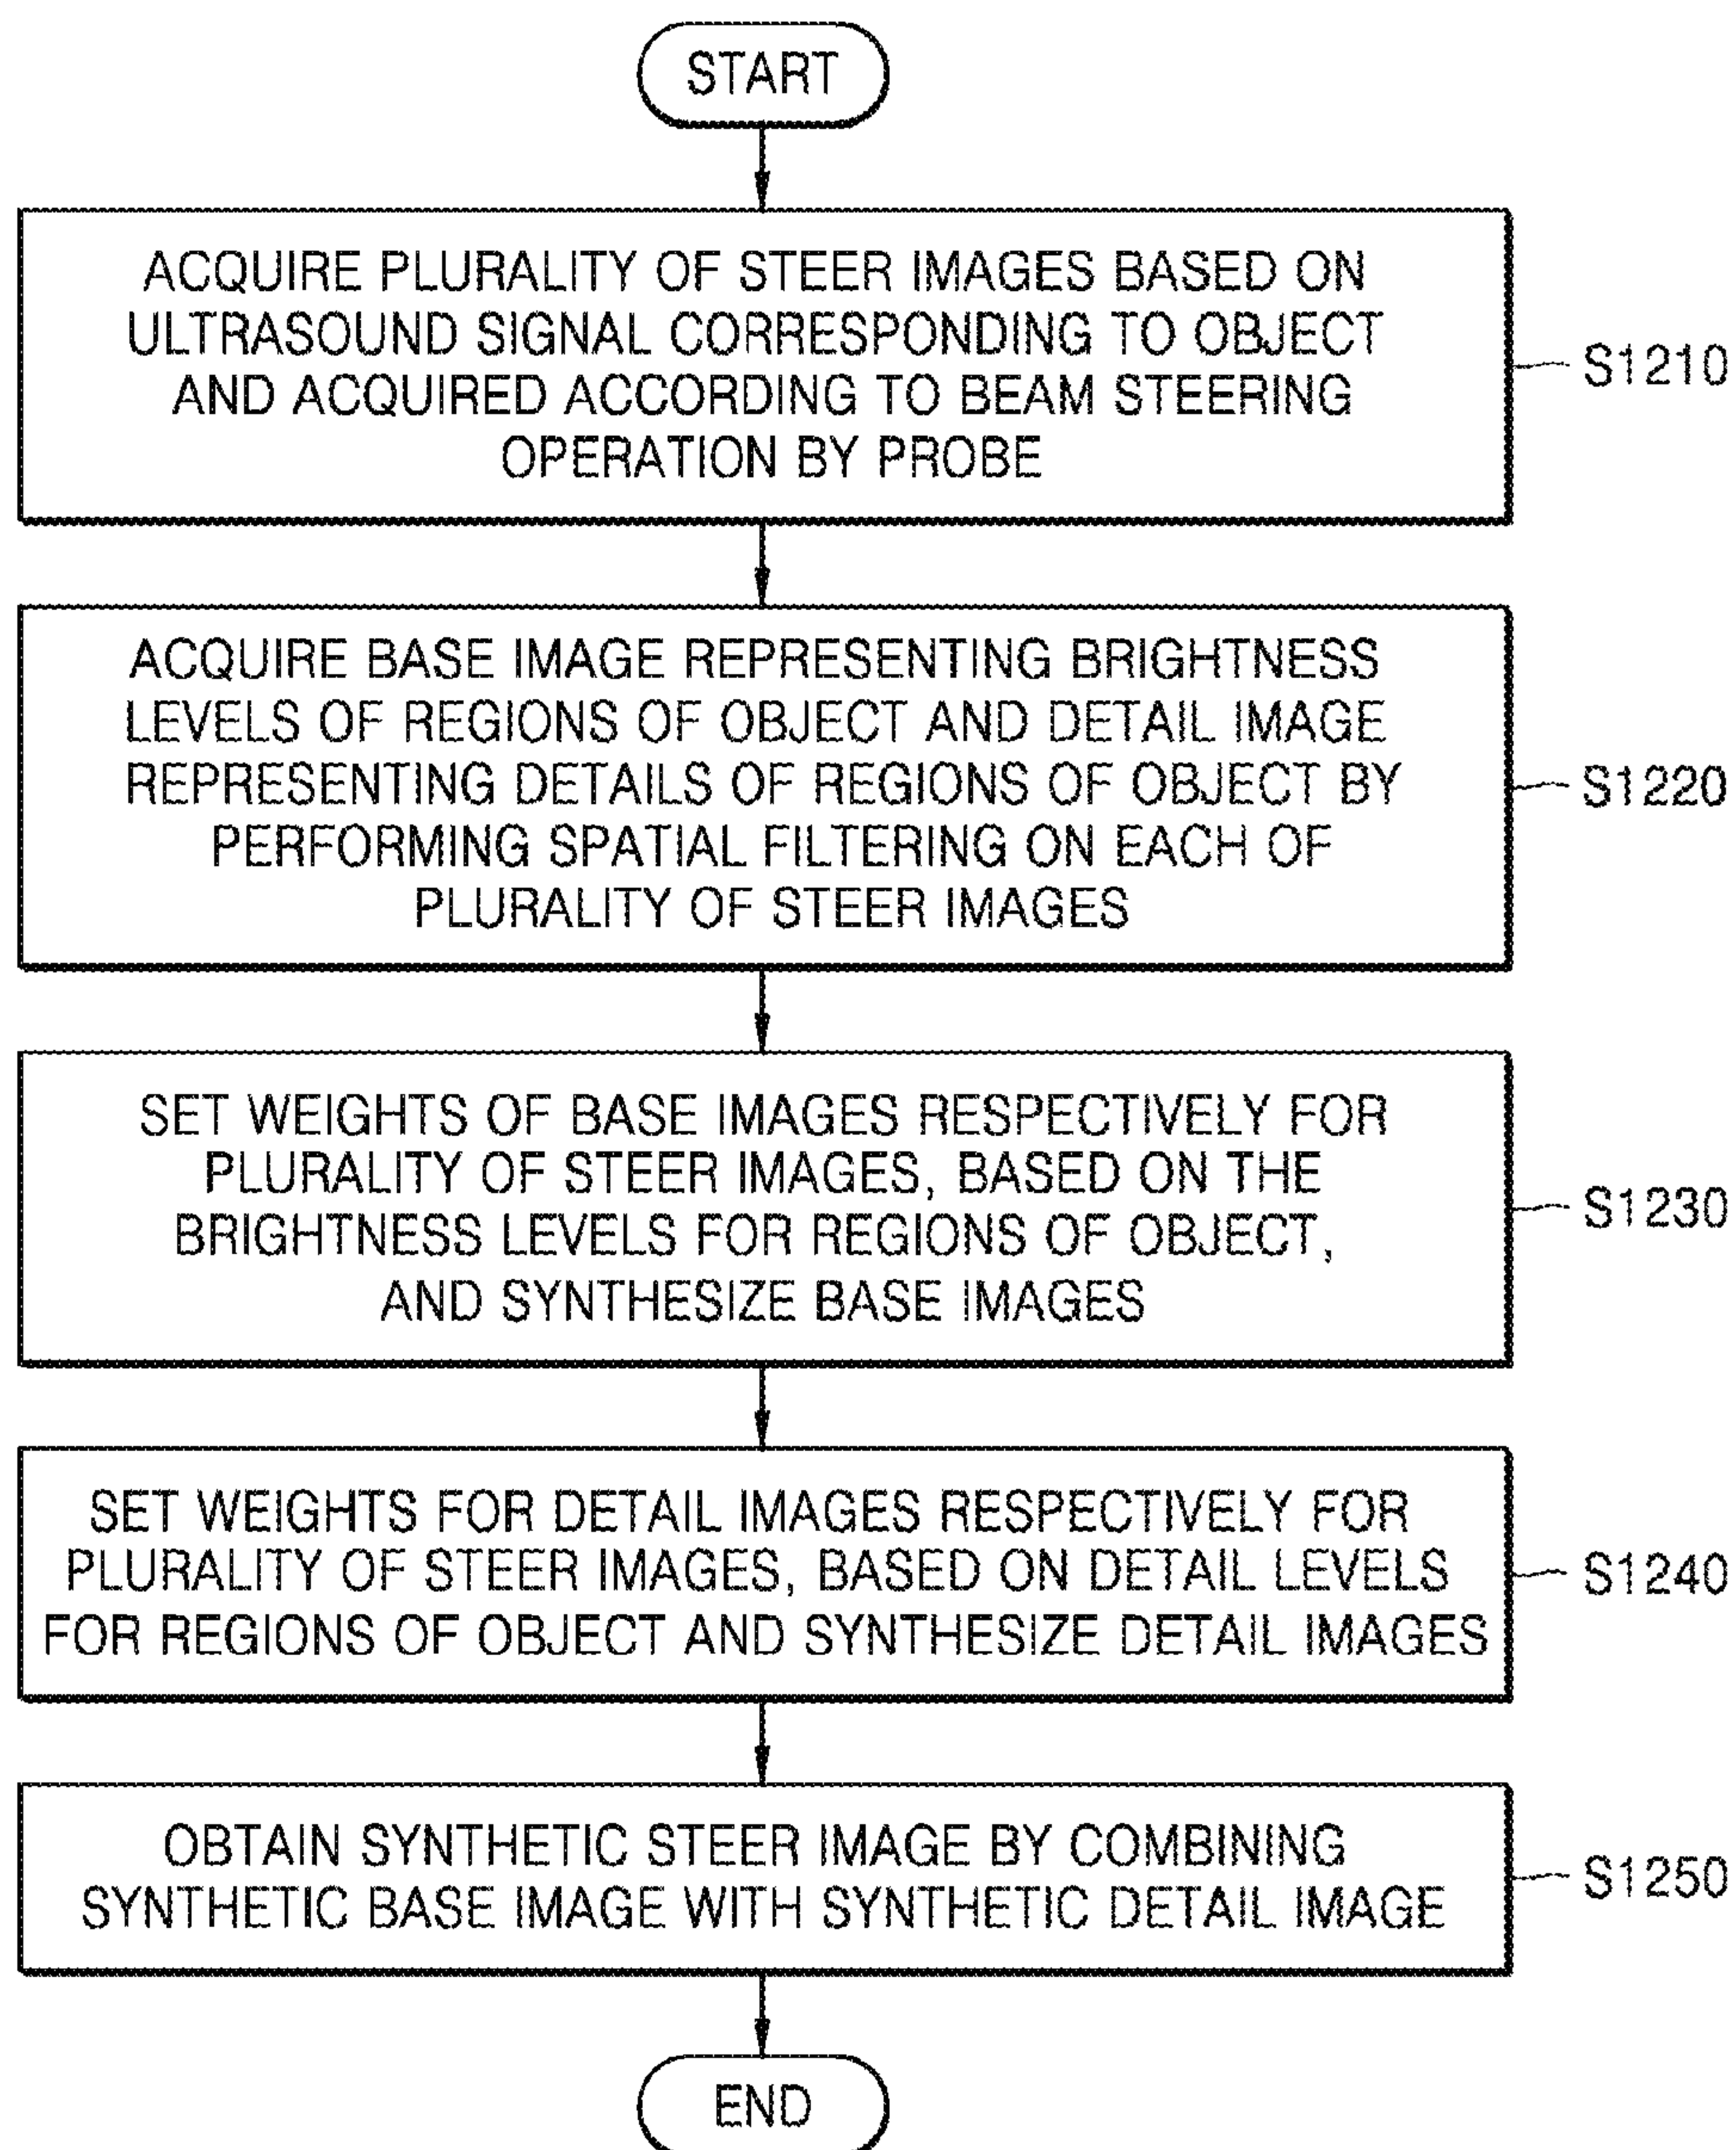 START
ACQUIRE PLURALITY OF STEER IMAGES BASED ON
ULTRASOUND SIGNAL CORRESPONDING TO OBJECT
AND ACQUIRED ACCORDING TO BEAM STEERING
OPERATION BY PROBE
S1210
ACQUIRE BASE IMAGE REPRESENTING BRIGHTNESS
LEVELS OF REGIONS OF OBJECT AND DETAIL IMAGE
REPRESENTING DETAILS OF REGIONS OF OBJECT BY
PERFORMING SPATIAL FILTERING ON EACH OF
PLURALITY OF STEER IMAGES
S1220
SET WEIGHTS OF BASE IMAGES RESPECTIVELY FOR
PLURALITY OF STEER IMAGES, BASED ON THE
BRIGHTNESS LEVELS FOR REGIONS OF OBJECT,
AND SYNTHESIZE BASE IMAGES
S1230
SET WEIGHTS FOR DETAIL IMAGES RESPECTIVELY FOR
PLURALITY OF STEER IMAGES, BASED ON DETAIL LEVELS
FOR REGIONS OF OBJECT AND SYNTHESIZE DETAIL IMAGES
S1240
OBTAIN SYNTHETIC STEER IMAGE BY COMBINING
SYNTHETIC BASE IMAGE WITH SYNTHETIC DETAIL IMAGE
S1250
END